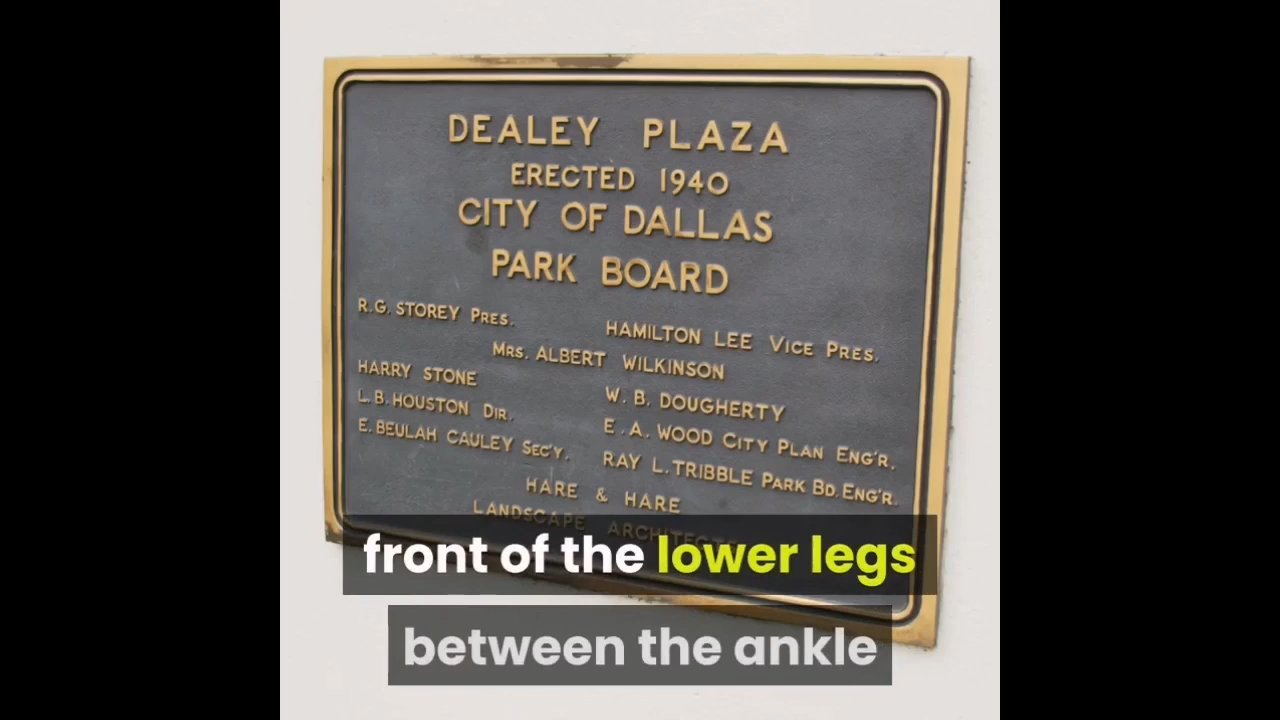 DEALEY PLAZA
ERECTED 1940
CITY OF DALLAS
PARK BOARD
R.G. STOREY PRES.
HAMILTON LEE VICE PRES.
MRS. ALBERT WILKINSON
HARRY STONE
W. B. DOUGHERTY
L. B. HOUSTON DIR.
E. A. WOOD CITY PLAN ENG'R.
E. BEULAH CAULEY SEC'Y.
RAY L. TRIBBLE PARK BD. ENG'R.
HARE & HARE
LANDSCAPE ARCHITECTS
front of the lower legs
between the ankle